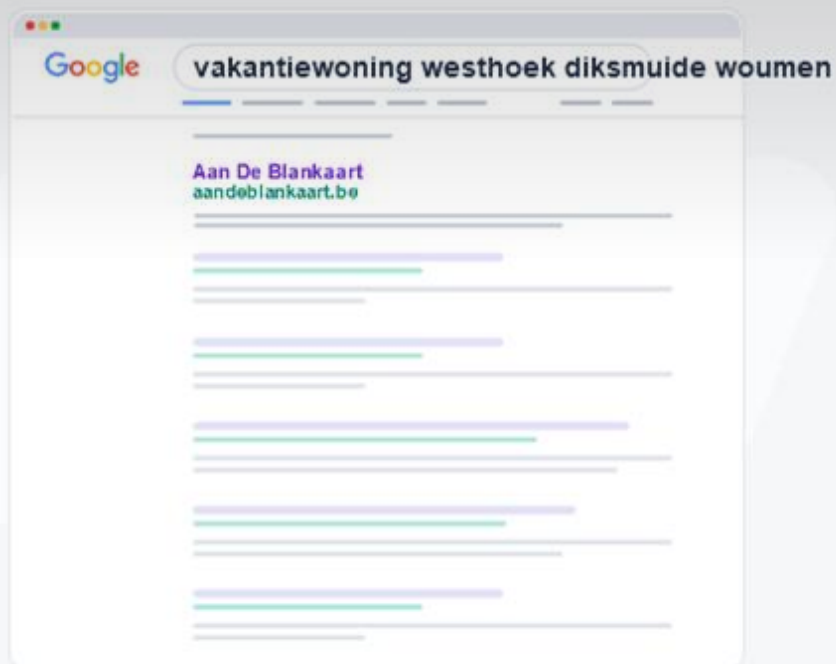 Google
vakantiewoning westhoek diksmuide woumen
Aan De Blankaart
aandeblankaart.be